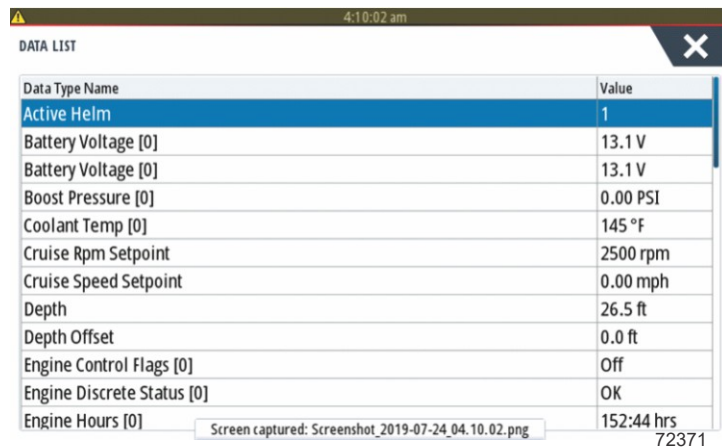 4:10:02 am
DATA LIST
Data Type Name Value
Active Helm 1
Battery Voltage [0] 13.1 V
Battery Voltage [0] 13.1 V
Boost Pressure [0] 0.00 PSI
Coolant Temp [0] 145 °F
Cruise Rpm Setpoint 2500 rpm
Cruise Speed Setpoint 0.00 mph
Depth 26.5 ft
Depth Offset 0.0 ft
Engine Control Flags [0] Off
Engine Discrete Status [0] OK
Engine Hours [0] 152:44 hrs
Screen captured: Screenshot_2019-07-24_04.10.02.png
72371